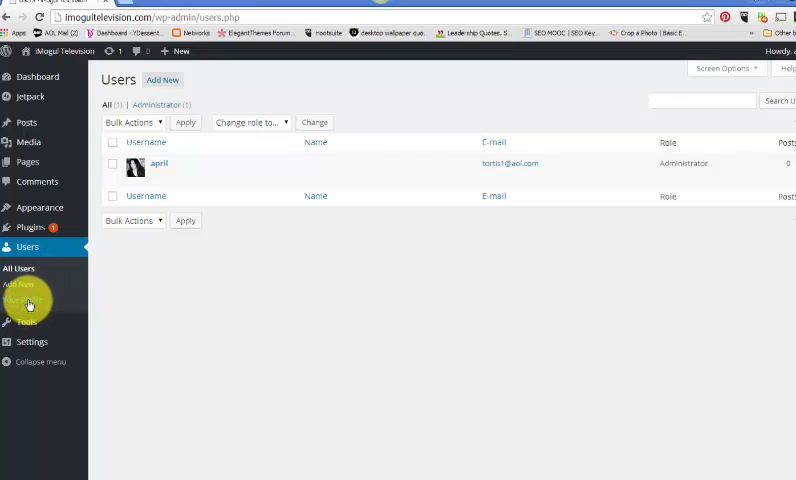 imogultelevision.com/wp-admin/users.php
Apps AOL Mail (2) Dashboard ‹ YDessent... Networks ElegantThemes Forum... Hootsuite desktop wallpaper quo... Leadership Quotes, S... SEO MOOC | SEO Key... Crop a Photo | Basic E...
iMogul Television 1 0 + New Howdy, a
Dashboard
Jetpack
Posts
Media
Pages
Comments
Appearance
Plugins 1
Users
All Users
Add New
Tools
Settings
Collapse menu
Screen Options ▼ Help
Users Add New
All (1) | Administrator (1)
Search U
Bulk Actions ▼ Apply Change role to... ▼ Change
Username Name E-mail Role Posts
april tortis1@aol.com Administrator 0
Username Name E-mail Role Posts
Bulk Actions ▼ Apply